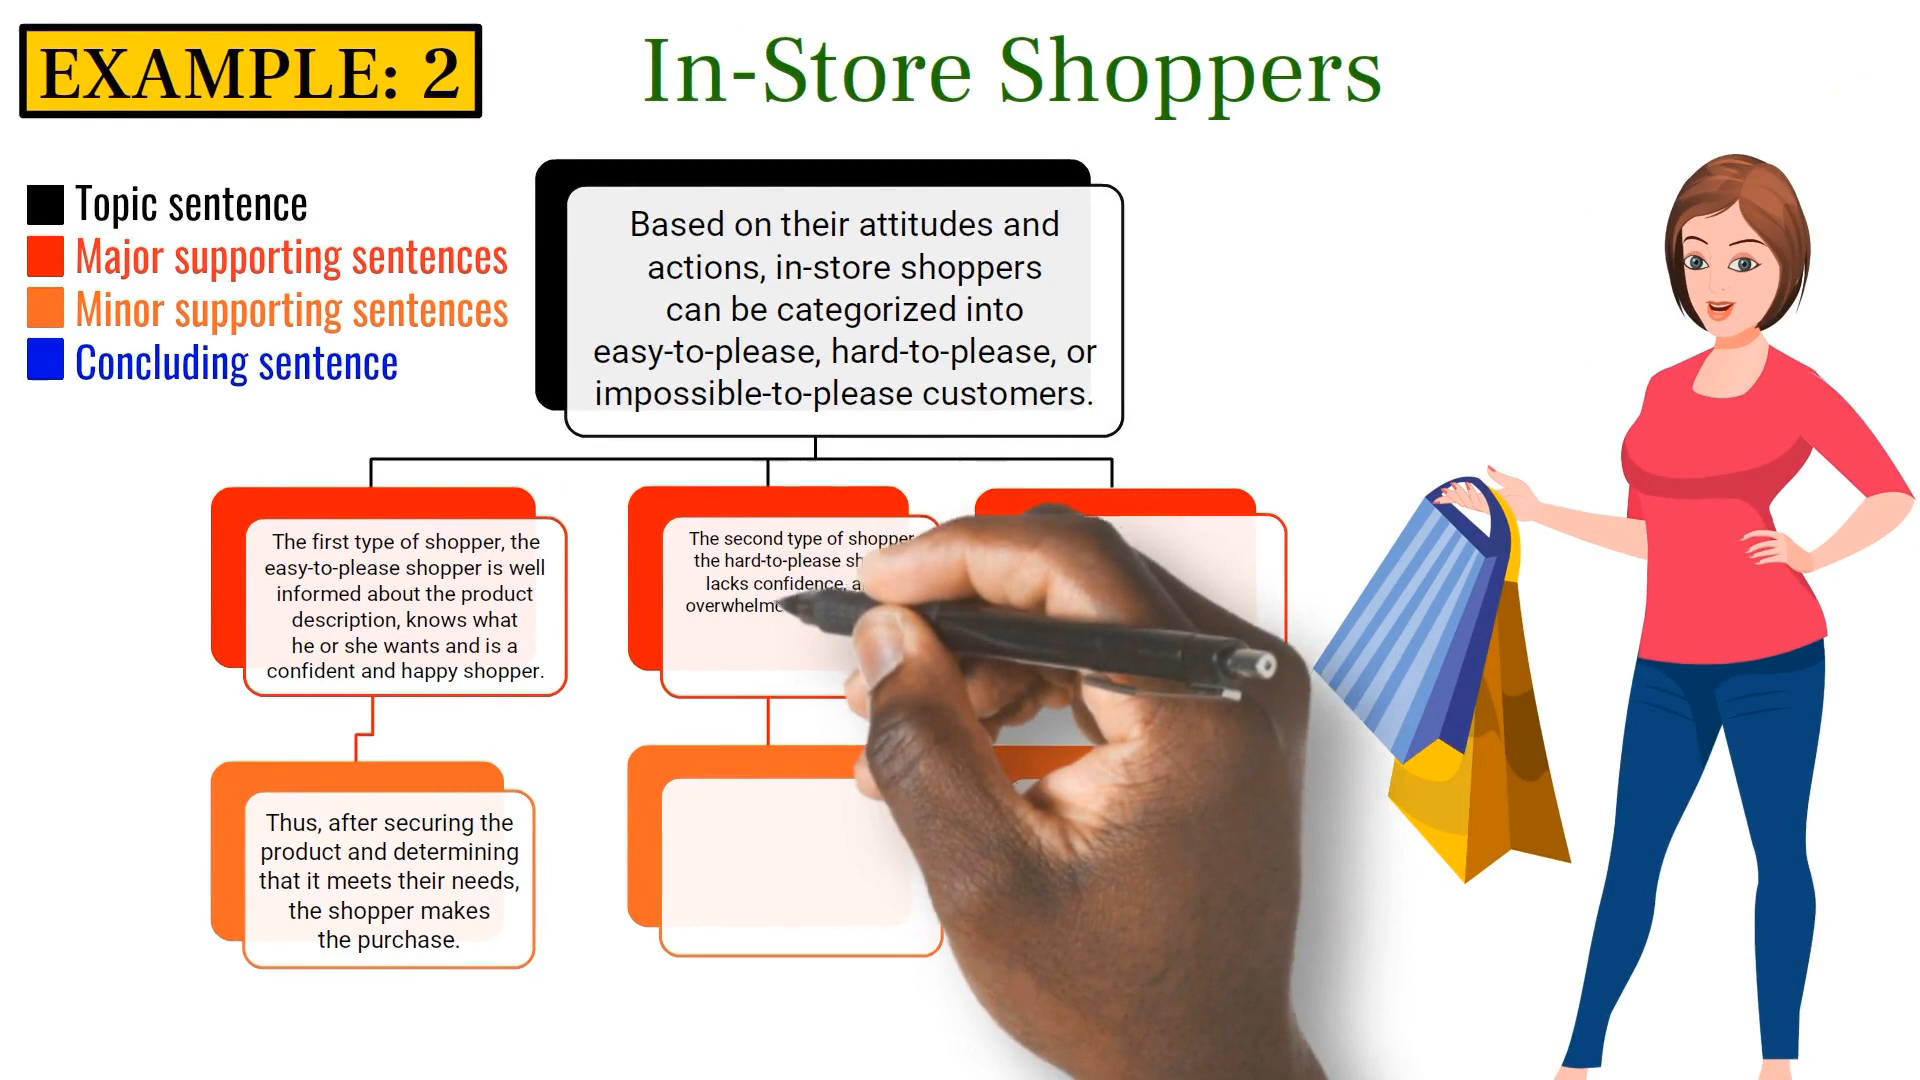 EXAMPLE: 2
In-Store Shoppers
Topic sentence
Major supporting sentences
Minor supporting sentences
Concluding sentence
Based on their attitudes and
actions, in-store shoppers
can be categorized into
easy-to-please, hard-to-please, or
impossible-to-please customers.
The first type of shopper, the
easy-to-please shopper is well
informed about the product
description, knows what
he or she wants and is a
confident and happy shopper.
The second type of shopper
the hard-to-please
lacks confidence,
Thus, after securing the
product and determining
that it meets their needs,
the shopper makes
the purchase.